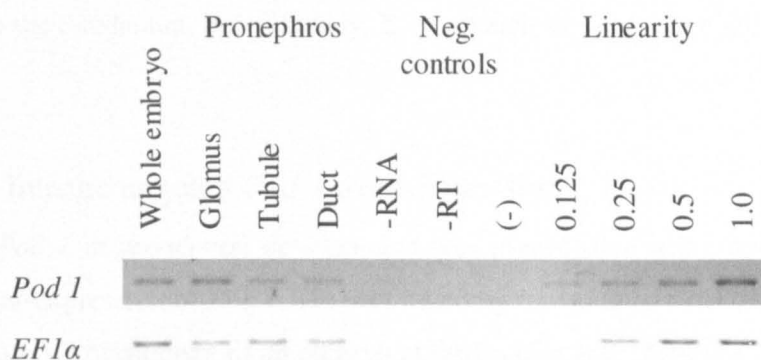 Pronephros Neg. controls Linearity
Whole embryo
Glomus
Tubule
Duct
-RNA
-RT
(-)
0.125
0.25
0.5
1.0
Pod 1
EF1α